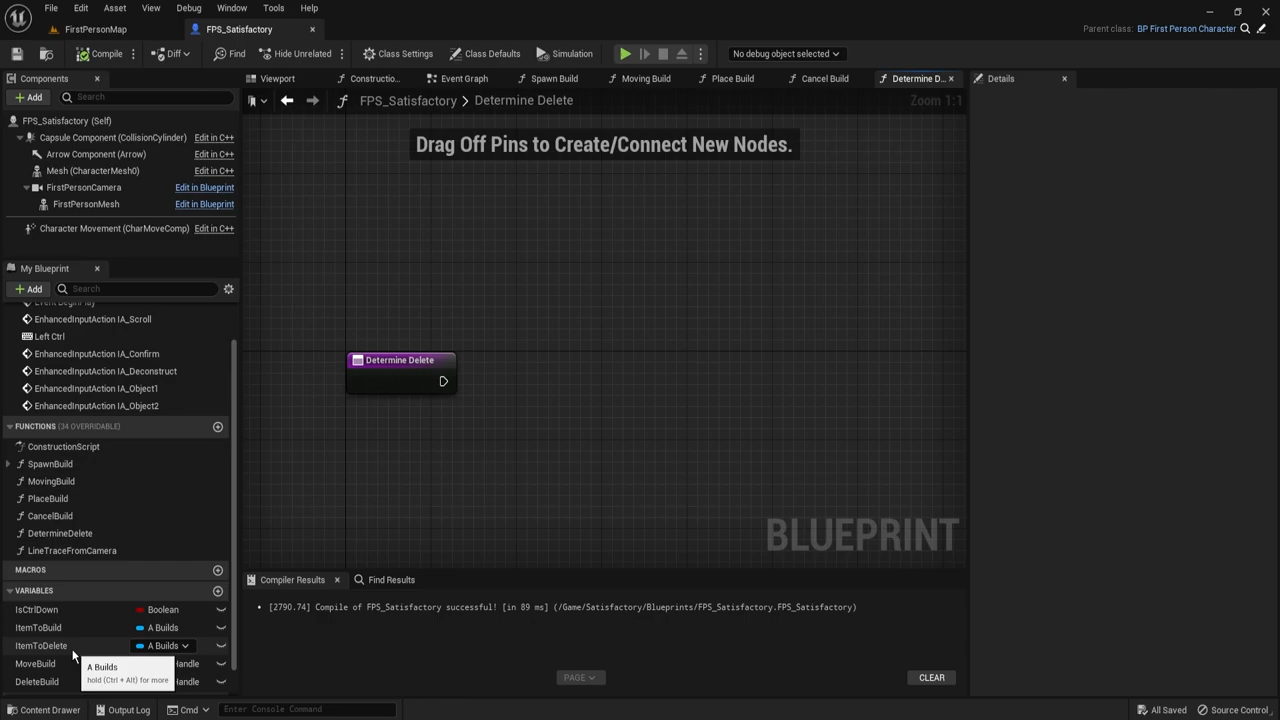 File Edit Asset View Debug Window Tools Help
FirstPersonMap FPS_Satisfactory Parent class: BP First Person Character
Compile Diff Find Hide Unrelated Class Settings Class Defaults Simulation No debug object selected
Components Viewport Constructio... Event Graph Spawn Build Moving Build Place Build Cancel Build Determine D... Details
Add Search FPS_Satisfactory > Determine Delete Zoom 1:1
FPS_Satisfactory (Self)
Capsule Component (CollisionCylinder) Edit in C++
Drag Off Pins to Create/Connect New Nodes.
Arrow Component (Arrow) Edit in C++
Mesh (CharacterMesh0) Edit in C++
FirstPersonCamera Edit in Blueprint
FirstPersonMesh Edit in Blueprint
Character Movement (CharMoveComp) Edit in C++
My Blueprint
Add Search
Event BeginPlay
EnhancedInputAction IA_Scroll
Left Ctrl
EnhancedInputAction IA_Confirm
Determine Delete
EnhancedInputAction IA_Deconstruct
EnhancedInputAction IA_Object1
EnhancedInputAction IA_Object2
FUNCTIONS (34 OVERRIDABLE)
ConstructionScript
SpawnBuild
MovingBuild
PlaceBuild
CancelBuild
DetermineDelete
BLUEPRINT
LineTraceFromCamera
MACROS
Compiler Results Find Results
VARIABLES
IsCtrlDown Boolean
[2790.74] Compile of FPS_Satisfactory successful! [in 89 ms] (/Game/Satisfactory/Blueprints/FPS_Satisfactory.FPS_Satisfactory)
ItemToBuild A Builds
ItemToDelete A Builds
MoveBuild Handle
A Builds
hold (Ctrl + Alt) for more
DeleteBuild Handle
PAGE CLEAR
Content Drawer Output Log Cmd Enter Console Command All Saved Source Control